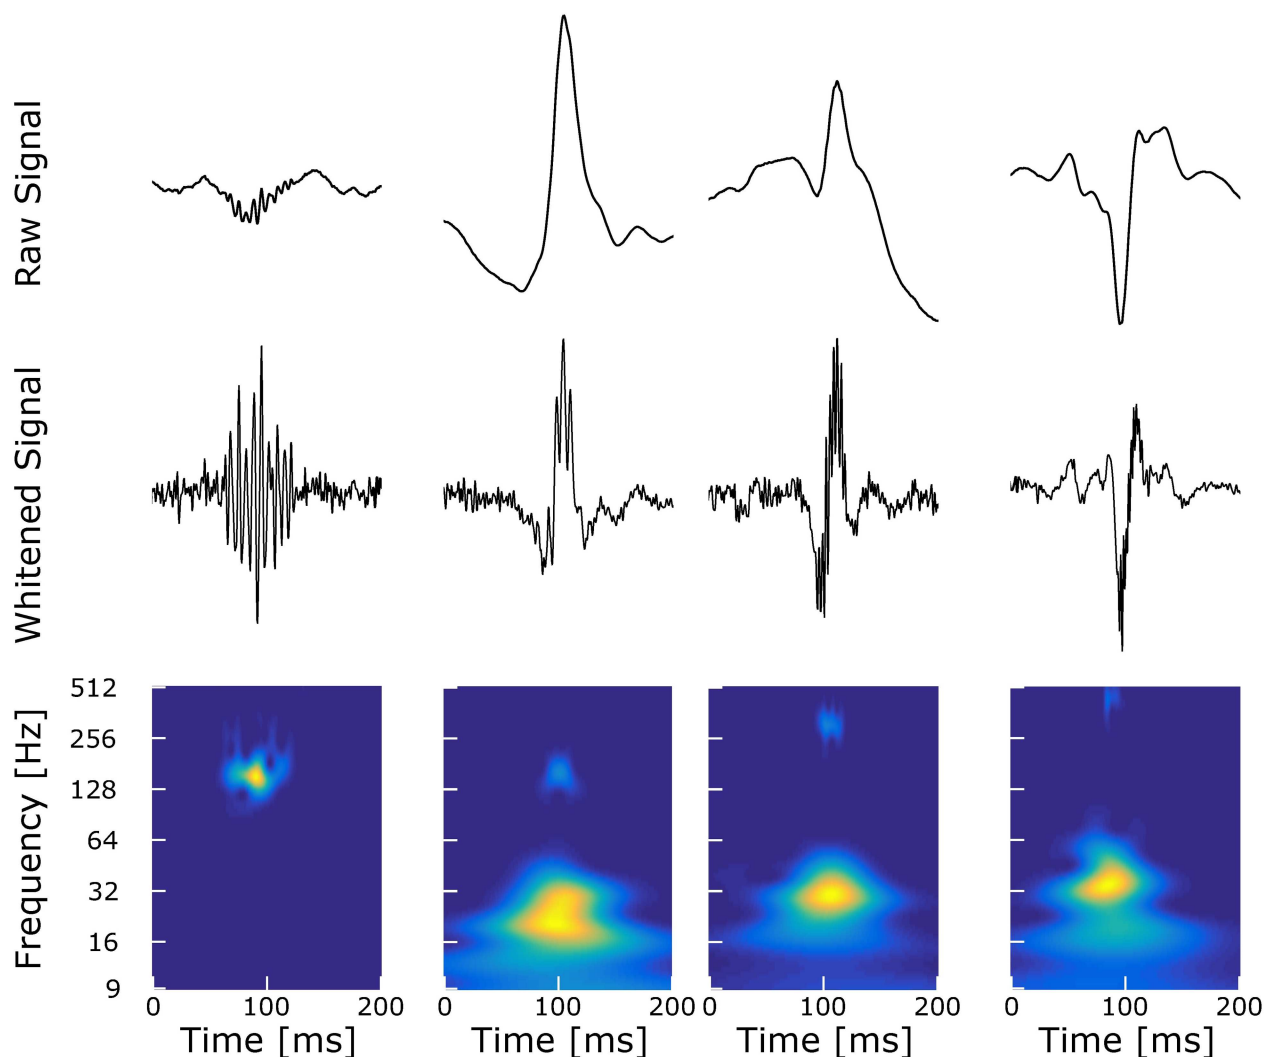 Raw Signal
Whitened Signal
Frequency [Hz]
512
256
128
64
32
16
9
0 100 200 0 100 200 0 100 200 0 100 200
Time [ms] Time [ms] Time [ms] Time [ms]